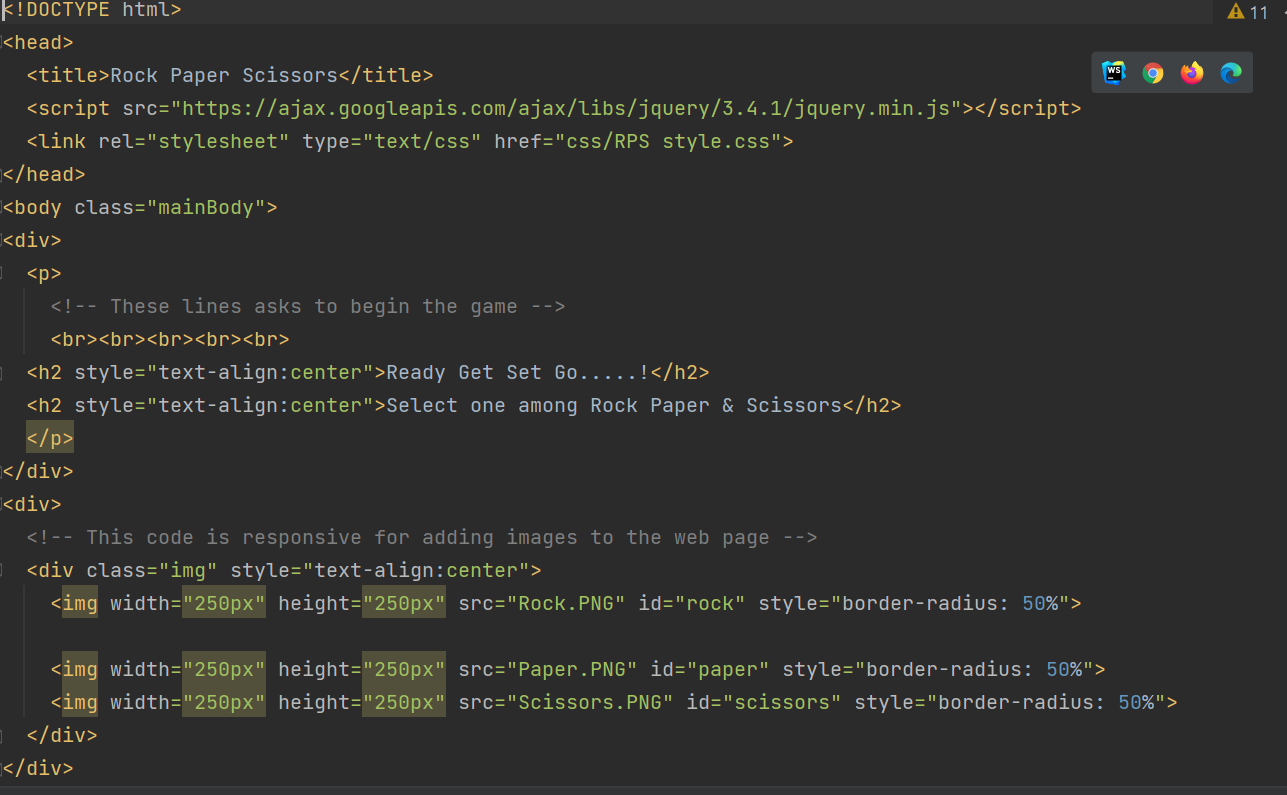 <!DOCTYPE html>
11
<head>
<title>Rock Paper Scissors</title>
WS
<script src="https://ajax.googleapis.com/ajax/libs/jquery/3.4.1/jquery.min.js"></script>
<link rel="stylesheet" type="text/css" href="css/RPS style.css">
</head>
<body class="mainBody">
<div>
<p>
<!-- These lines asks to begin the game -->
<br><br><br><br><br>
<h2 style="text-align:center">Ready Get Set Go.....!</h2>
<h2 style="text-align:center">Select one among Rock Paper & Scissors</h2>
</p>
</div>
<div>
<!-- This code is responsive for adding images to the web page -->
<div class="img" style="text-align:center">
<img width="250px" height="250px" src="Rock.PNG" id="rock" style="border-radius: 50%">
<img width="250px" height="250px" src="Paper.PNG" id="paper" style="border-radius: 50%">
<img width="250px" height="250px" src="Scissors.PNG" id="scissors" style="border-radius: 50%">
</div>
</div>